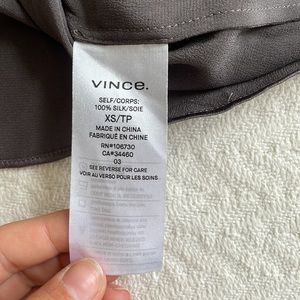 VINCE.
SELF/CORPS:
100% SILK/SOIE
XS/TP
MADE IN CHINA
FABRIQUÉ EN CHINE
RN#106730
CA#34460
03
SEE REVERSE FOR CARE
VOIR AU VERSO POUR LES SOINS